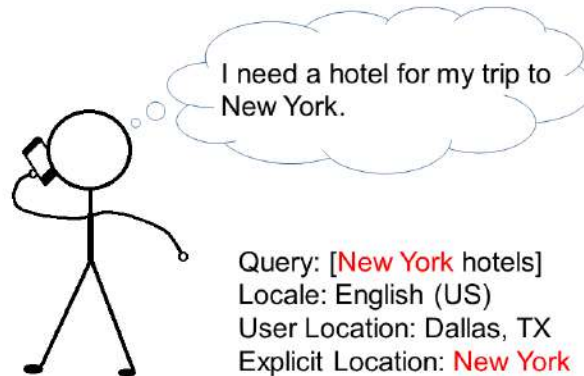 I need a hotel for my trip to
New York.
Query: [New York hotels]
Locale: English (US)
User Location: Dallas, TX
Explicit Location: New York